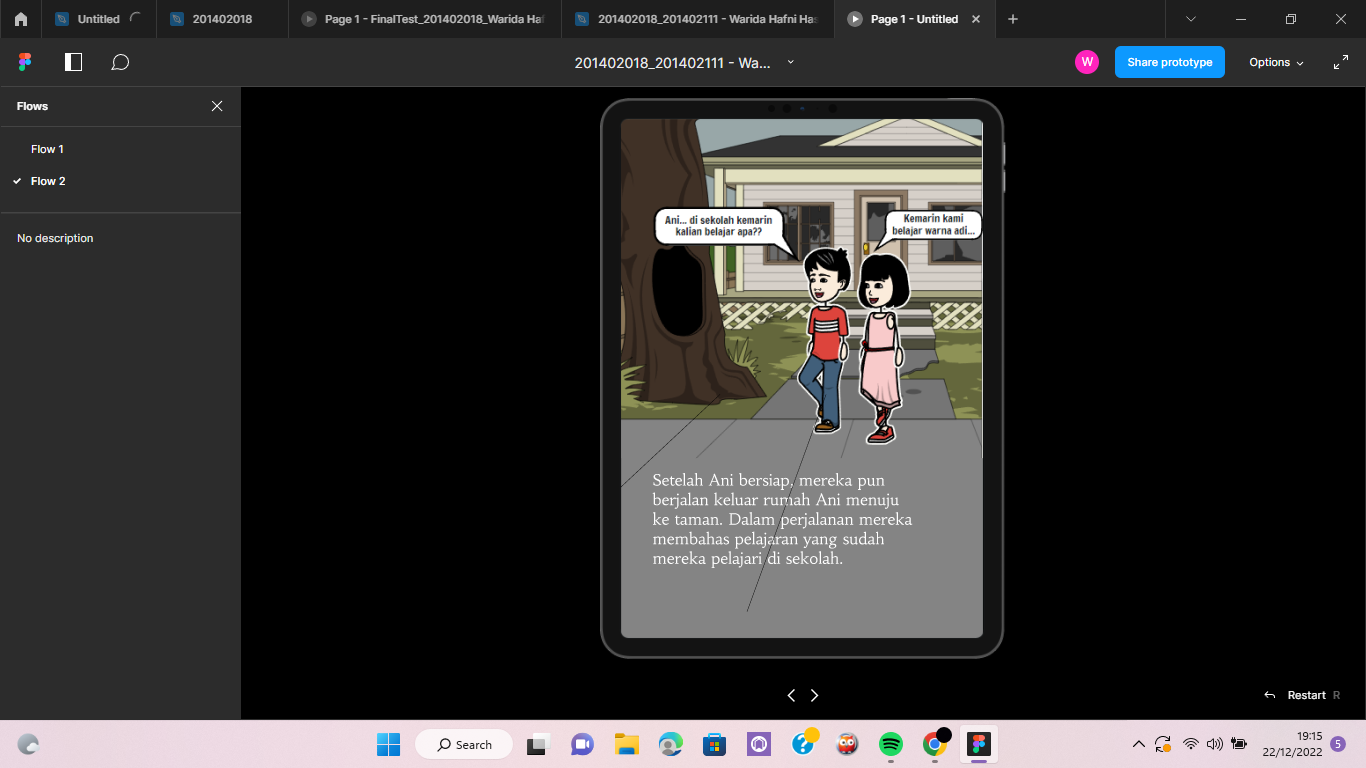 Untitled
201402018
Page 1 - FinalTest_201402018_Warida Haf
201402018_201402111 - Warida Hafni Has
Page 1 - Untitled
201402018_201402111 - Wa...
W
Share prototype
Options
Flows
Flow 1
Flow 2
No description
Ani... di sekolah kemarin
kalian belajar apa??
Kemarin kami
belajar warna adi...
Setelah Ani bersiap, mereka pun
berjalan keluar rumah Ani menuju
ke taman. Dalam perjalanan mereka
membahas pelajaran yang sudah
mereka pelajari di sekolah.
Restart R
Search
19:15
22/12/2022
5